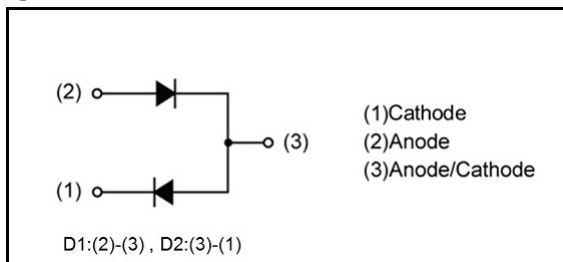 (2)
(3)
(1)
(1)Cathode
(2)Anode
(3)Anode/Cathode
D1:(2)-(3) , D2:(3)-(1)